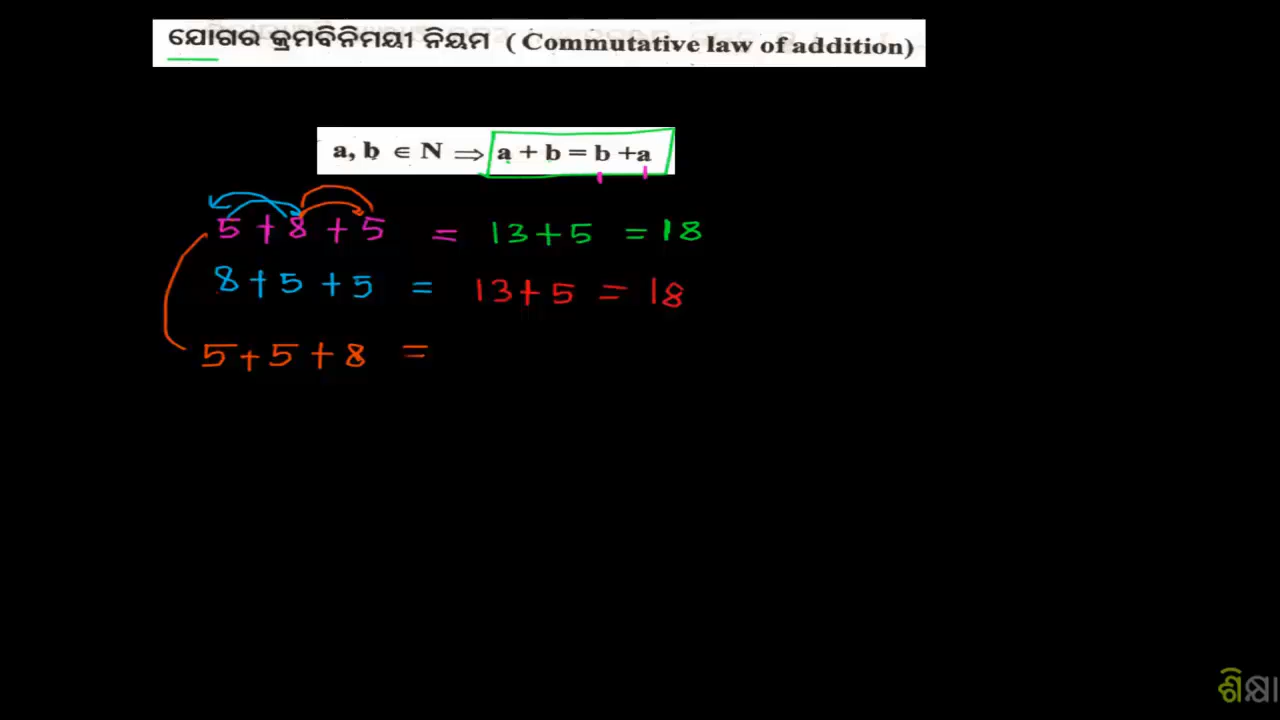 ଯୋଗର କ୍ରମବିନିମୟୀ ନିୟମ ( Commutative law of addition)
a, b ∈ N ⇒ a + b = b +a
5 + 8 + 5 = 13 + 5 = 18
8 + 5 + 5 = 13 + 5 = 18
5 + 5 + 8 =
ଶିକ୍ଷା